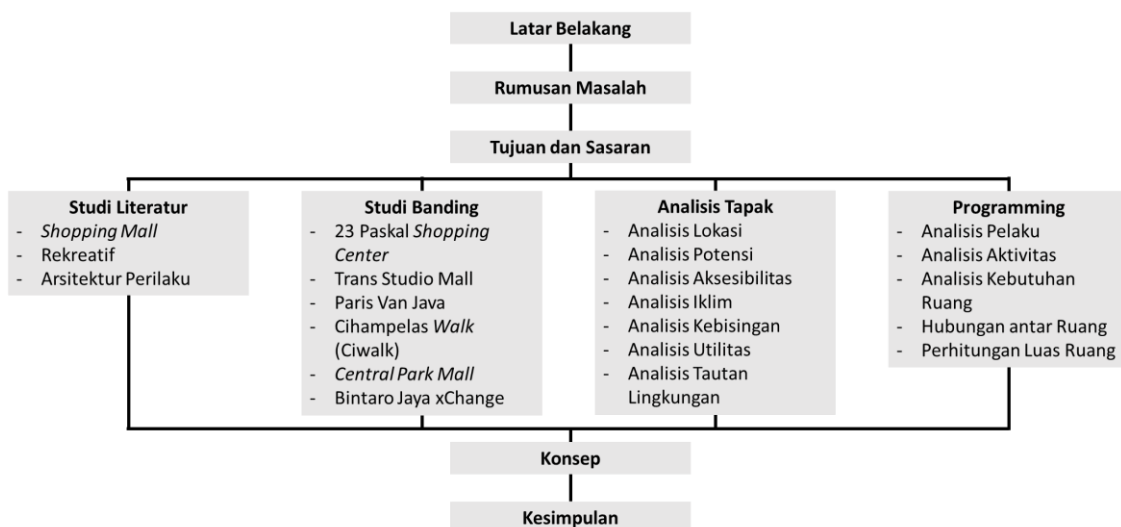 Latar Belakang
Rumusan Masalah
Tujuan dan Sasaran
Studi Literatur
- Shopping Mall
- Rekreatif
- Arsitektur Perilaku
Studi Banding
- 23 Paskal Shopping
Center
- Trans Studio Mall
- Paris Van Java
- Cihampelas Walk
(Ciwalk)
- Central Park Mall
- Bintaro Jaya xChange
Analisis Tapak
- Analisis Lokasi
- Analisis Potensi
- Analisis Aksesibilitas
- Analisis Iklim
- Analisis Kebisingan
- Analisis Utilitas
- Analisis Tautan
Lingkungan
Programming
- Analisis Pelaku
- Analisis Aktivitas
- Analisis Kebutuhan
Ruang
- Hubungan antar Ruang
- Perhitungan Luas Ruang
Konsep
Kesimpulan